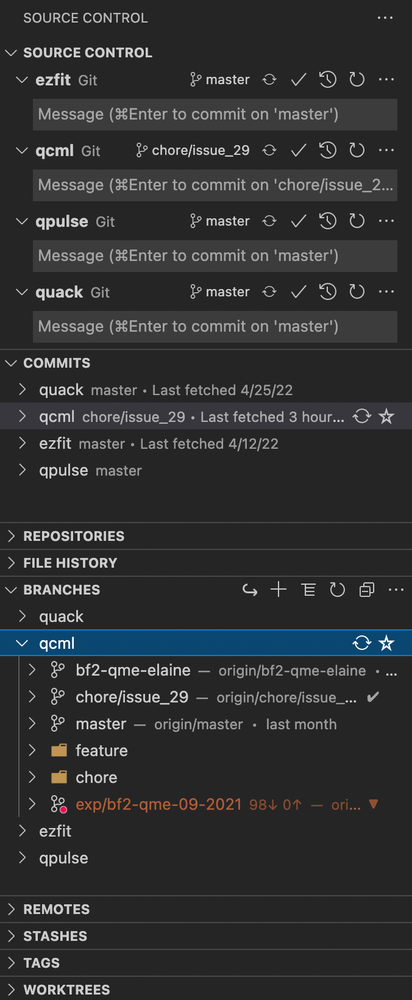 SOURCE CONTROL
SOURCE CONTROL
ezfit Git master
Message (⌘Enter to commit on 'master')
qcml Git chore/issue_29
Message (⌘Enter to commit on 'chore/issue_2...
qpulse Git master
Message (⌘Enter to commit on 'master')
quack Git master
Message (⌘Enter to commit on 'master')
COMMITS
quack master • Last fetched 4/25/22
qcml chore/issue_29 • Last fetched 3 hour...
ezfit master • Last fetched 4/12/22
qpulse master
REPOSITORIES
FILE HISTORY
BRANCHES
quack
qcml
bf2-qme-elaine — origin/bf2-qme-elaine • ...
chore/issue_29 — origin/chore/issue_... ✔
master — origin/master • last month
feature
chore
exp/bf2-qme-09-2021 98↓ 0↑ — ori... ▼
ezfit
qpulse
REMOTES
STASHES
TAGS
WORKTREES